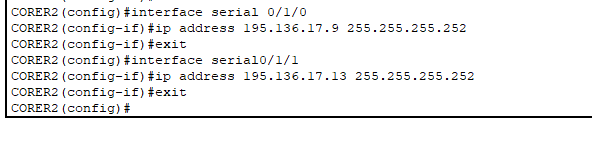 CORER2(config)#interface serial 0/1/0
CORER2(config-if)#ip address 195.136.17.9 255.255.255.252
CORER2(config-if)#exit
CORER2(config)#interface serial0/1/1
CORER2(config-if)#ip address 195.136.17.13 255.255.255.252
CORER2(config-if)#exit
CORER2(config)#